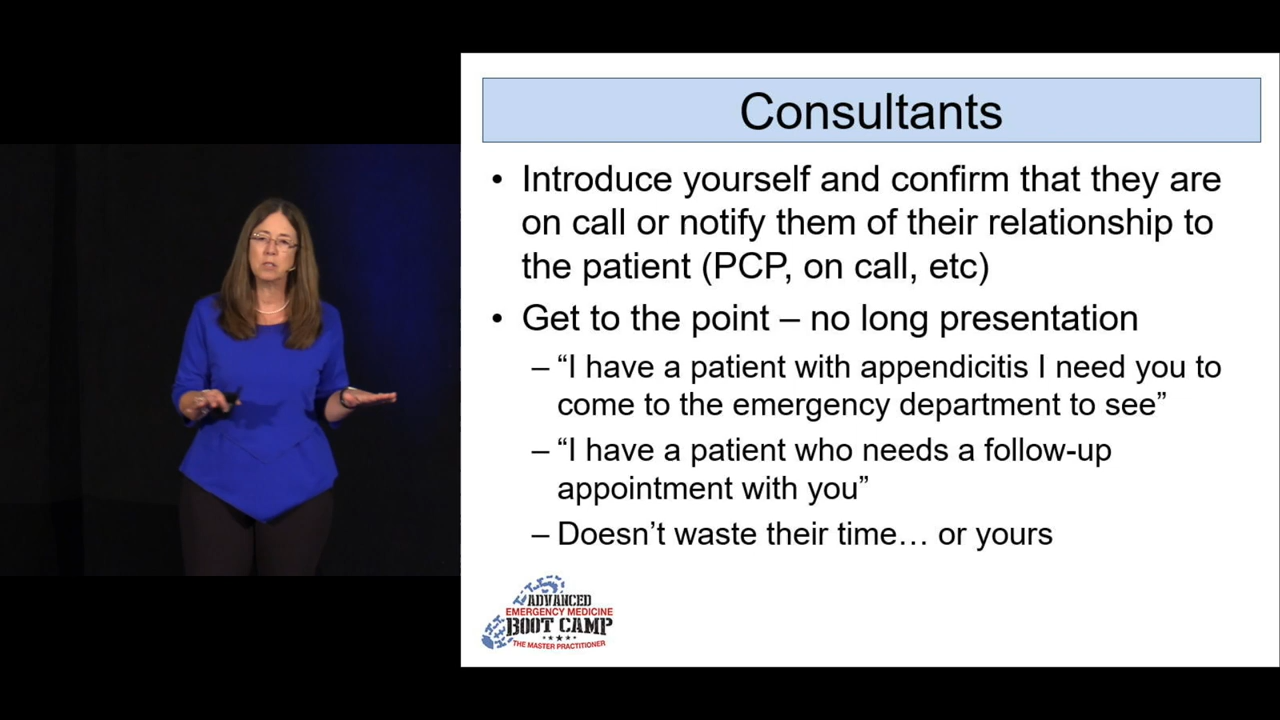 Consultants
• Introduce yourself and confirm that they are
on call or notify them of their relationship to
the patient (PCP, on call, etc)
• Get to the point – no long presentation
– “I have a patient with appendicitis I need you to
come to the emergency department to see”
– “I have a patient who needs a follow-up
appointment with you”
– Doesn’t waste their time… or yours
ADVANCED
EMERGENCY MEDICINE
BOOT CAMP
THE MASTER PRACTITIONER